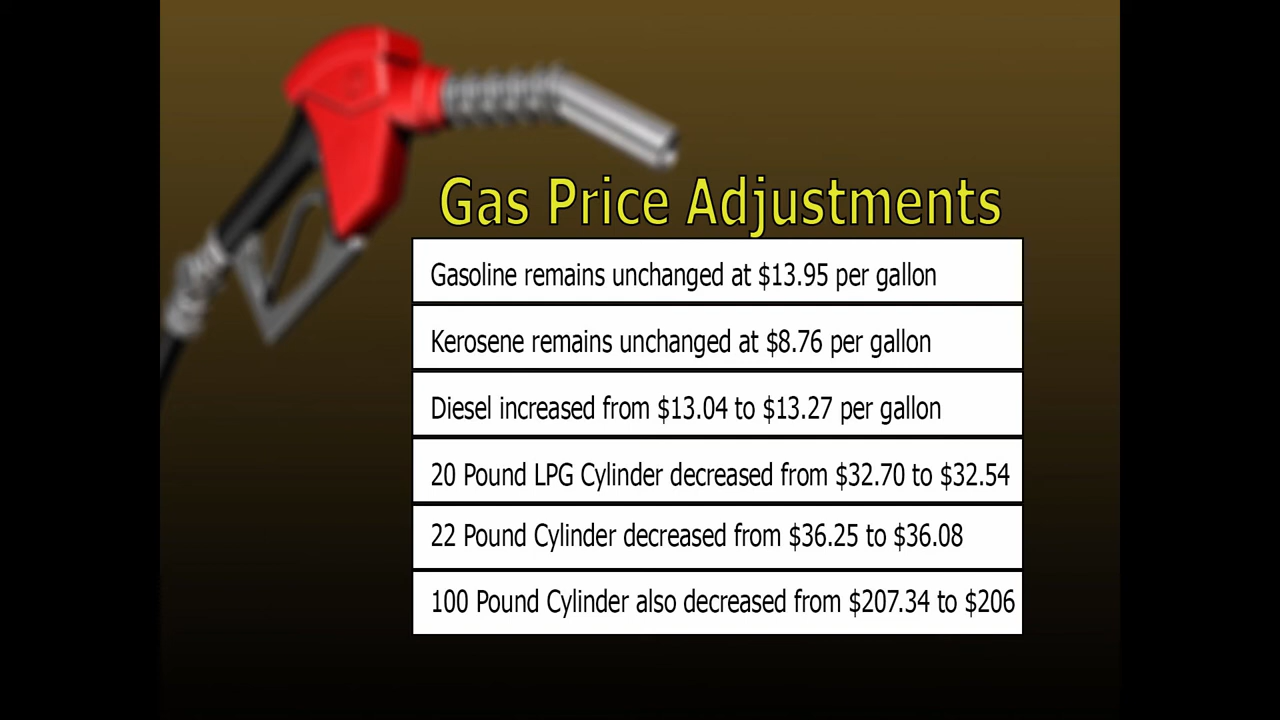 Gas Price Adjustments
Gasoline remains unchanged at $13.95 per gallon
Kerosene remains unchanged at $8.76 per gallon
Diesel increased from $13.04 to $13.27 per gallon
20 Pound LPG Cylinder decreased from $32.70 to $32.54
22 Pound Cylinder decreased from $36.25 to $36.08
100 Pound Cylinder also decreased from $207.34 to $206